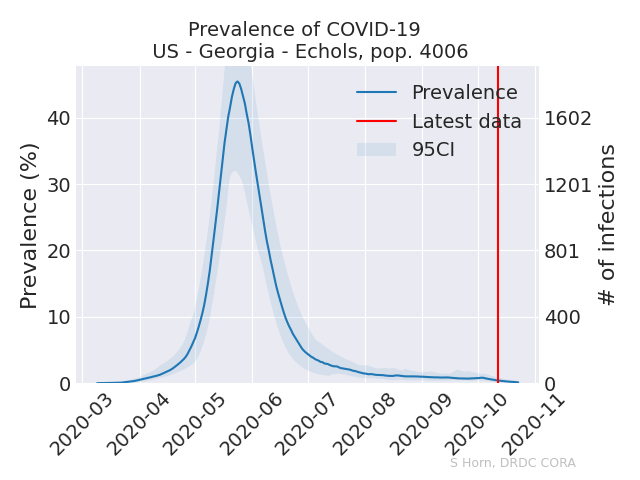 Prevalence of COVID-19
US - Georgia - Echols, pop. 4006
Prevalence
Latest data
95CI
Prevalence (%)
40
30
20
10
0
1602
1201
801
400
0
# of infections
2020-03
2020-04
2020-05
2020-06
2020-07
2020-08
2020-09
2020-10
2020-11
S Horn, DRDC CORA